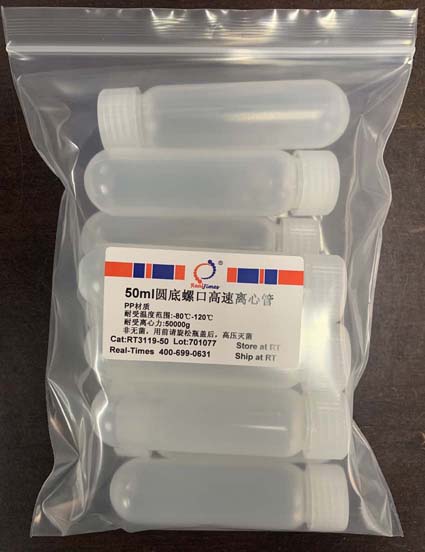 Real Times
®
50ml圆底螺口高速离心管
PP材质
耐受温度范围:-80℃-120℃
耐受离心力:50000g
非无菌，用前请旋松瓶盖后，高压灭菌
Cat:RT3119-50 Lot:701077 Store at RT
Real-Times 400-699-0631 Ship at RT